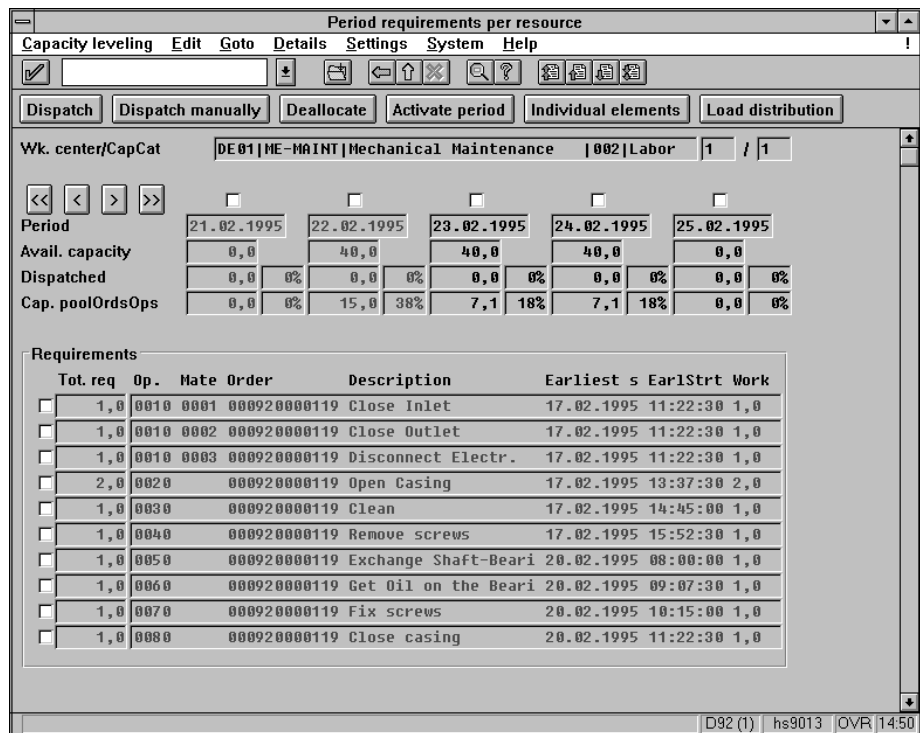 Period requirements per resource
Capacity leveling Edit Goto Details Settings System Help !
Dispatch Dispatch manually Deallocate Activate period Individual elements Load distribution
Wk. center/CapCat DE01|ME-MAINT|Mechanical Maintenance |002|Labor 1 / 1
<< < > >>
Period 21.02.1995 22.02.1995 23.02.1995 24.02.1995 25.02.1995
Avail. capacity 0,0 40,0 40,0 40,0 0,0
Dispatched 0,0 0% 0,0 0% 0,0 0% 0,0 0% 0,0 0%
Cap. poolOrdsOps 0,0 0% 15,0 38% 7,1 18% 7,1 18% 0,0 0%
Requirements
Tot. req Op. Mate Order Description Earliest s EarlStrt Work
1,0 0010 0001 000920000119 Close Inlet 17.02.1995 11:22:30 1,0
1,0 0010 0002 000920000119 Close Outlet 17.02.1995 11:22:30 1,0
1,0 0010 0003 000920000119 Disconnect Electr. 17.02.1995 11:22:30 1,0
2,0 0020 000920000119 Open Casing 17.02.1995 13:37:30 2,0
1,0 0030 000920000119 Clean 17.02.1995 14:45:00 1,0
1,0 0040 000920000119 Remove screws 17.02.1995 15:52:30 1,0
1,0 0050 000920000119 Exchange Shaft-Beari 20.02.1995 08:00:00 1,0
1,0 0060 000920000119 Get Oil on the Beari 20.02.1995 09:07:30 1,0
1,0 0070 000920000119 Fix screws 20.02.1995 10:15:00 1,0
1,0 0080 000920000119 Close casing 20.02.1995 11:22:30 1,0
D92 (1) hs9013 OVR 14:50